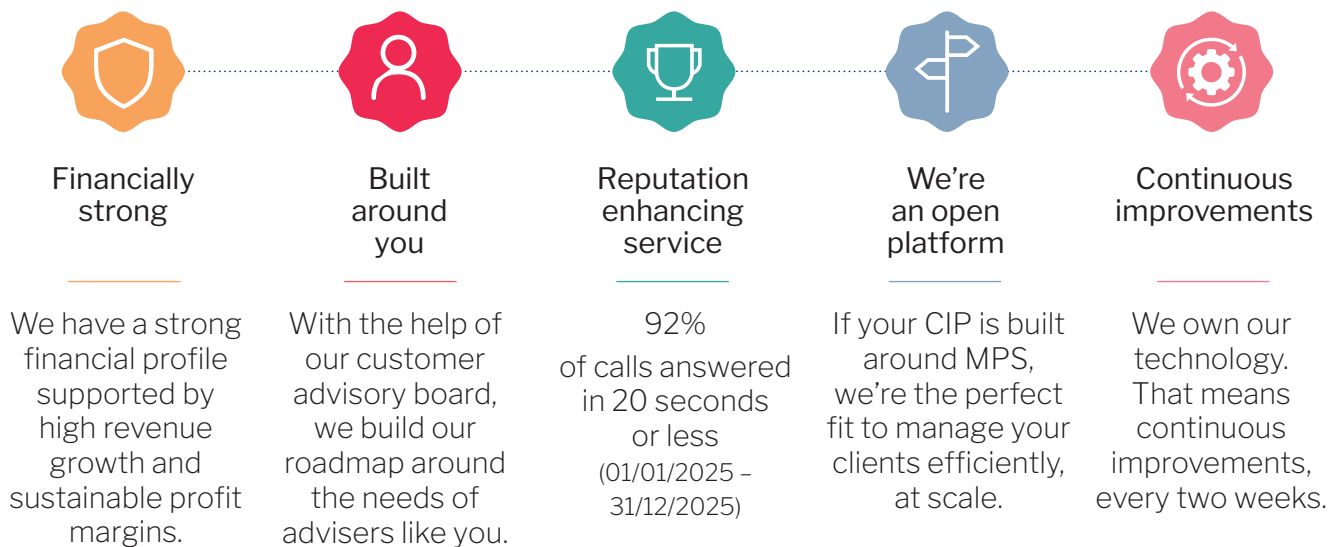 Financially
strong
We have a strong
financial profile
supported by
high revenue
growth and
sustainable profit
margins.
Built
around
you
With the help of
our customer
advisory board,
we build our
roadmap around
the needs of
advisers like you.
Reputation
enhancing
service
92%
of calls answered
in 20 seconds
or less
(01/01/2025 –
31/12/2025)
We’re
an open
platform
If your CIP is built
around MPS,
we’re the perfect
fit to manage your
clients efficiently,
at scale.
Continuous
improvements
We own our
technology.
That means
continuous
improvements,
every two weeks.